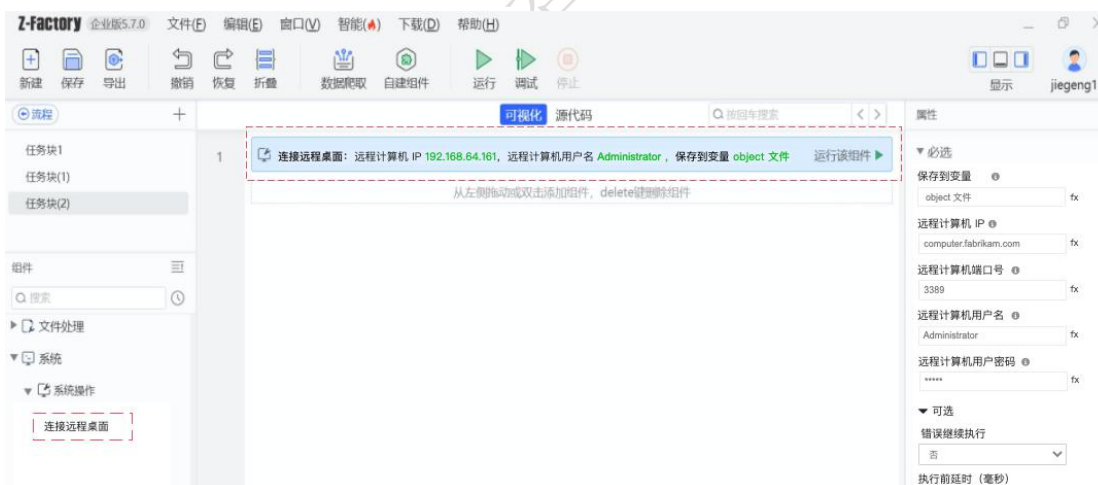 Z-Factory 企业版5.7.0 文件(F) 编辑(E) 窗口(V) 智能( ) 下载(D) 帮助(H)
新建 保存 导出 撤销 恢复 折叠 数据爬取 自建组件 运行 调试 停止 显示 jiegeng1
流程
可视化 源代码 按回车搜索 属性
任务块1
任务块(1)
任务块(2)
1 连接远程桌面：远程计算机 IP 192.168.64.161，远程计算机用户名 Administrator ，保存到变量 object 文件 运行该组件
从左侧拖动或双击添加组件，delete键删除组件
组件
搜索
文件处理
系统
系统操作
连接远程桌面
必选
保存到变量
object 文件 fx
远程计算机 IP
computer.fabrikam.com fx
远程计算机端口号
3389 fx
远程计算机用户名
Administrator fx
远程计算机用户密码
***** fx
可选
错误继续执行
否
执行前延时（毫秒）